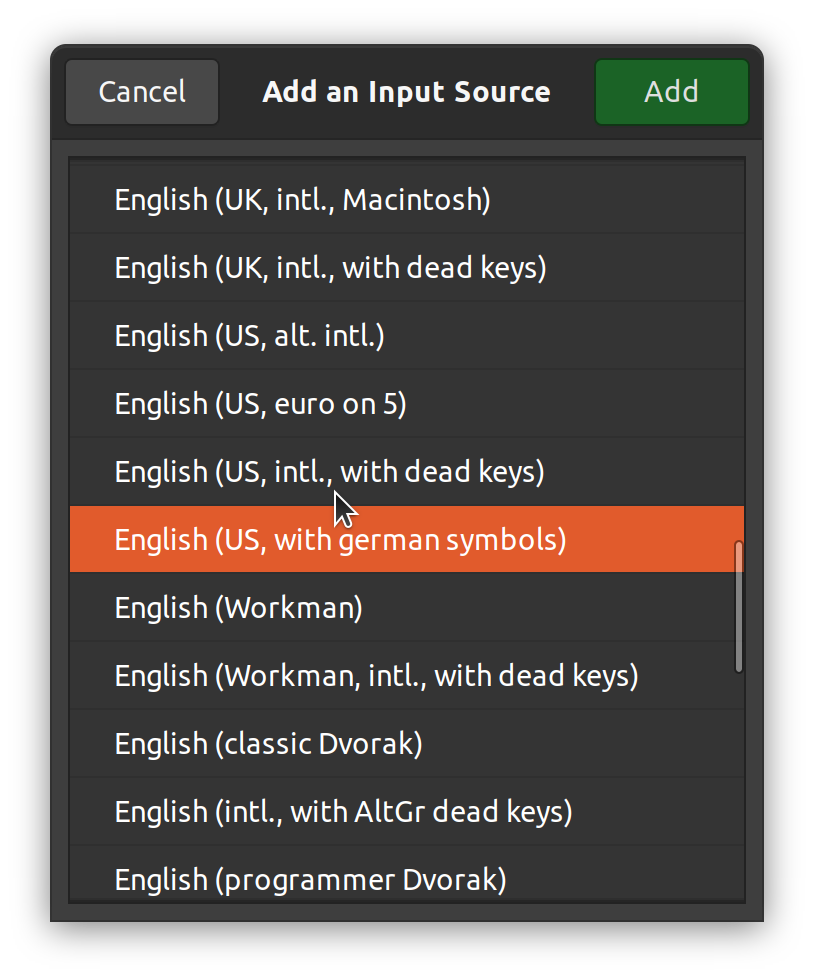 Cancel Add an Input Source Add
English (UK, intl., Macintosh)
English (UK, intl., with dead keys)
English (US, alt. intl.)
English (US, euro on 5)
English (US, intl., with dead keys)
English (US, with german symbols)
English (Workman)
English (Workman, intl., with dead keys)
English (classic Dvorak)
English (intl., with AltGr dead keys)
English (programmer Dvorak)